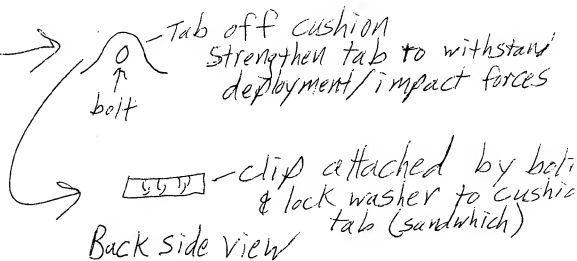 Tab off cushion
Strengthen tab to withstand
deployment/impact forces
bolt
clip attached by bolt
& lock washer to cushio
tab (sandwhich)
Back side view